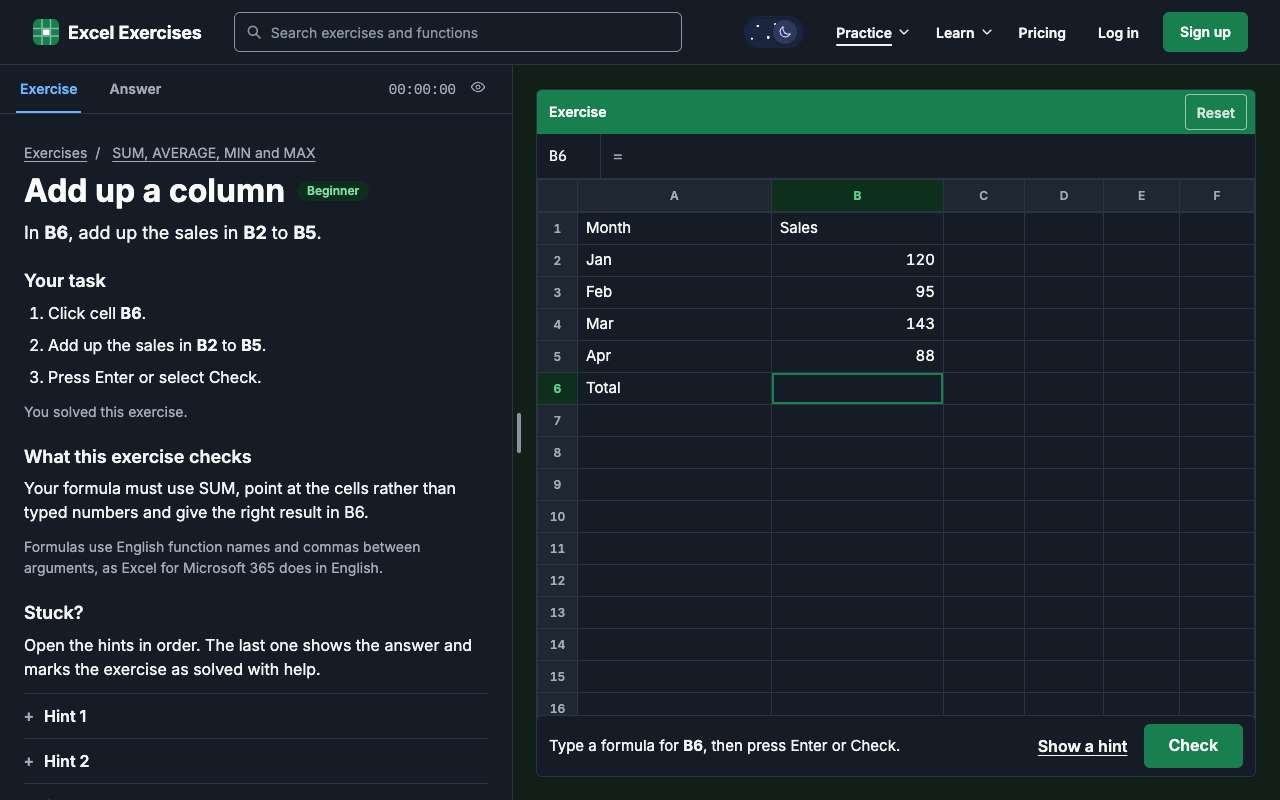 Excel Exercises
Search exercises and functions
Practice
Learn
Pricing
Log in
Sign up
Exercise
Answer
00:00:00
Exercises / SUM, AVERAGE, MIN and MAX
Add up a column
Beginner
In B6, add up the sales in B2 to B5.
Your task
1. Click cell B6.
2. Add up the sales in B2 to B5.
3. Press Enter or select Check.
You solved this exercise.
What this exercise checks
Your formula must use SUM, point at the cells rather than
typed numbers and give the right result in B6.
Formulas use English function names and commas between
arguments, as Excel for Microsoft 365 does in English.
Stuck?
Open the hints in order. The last one shows the answer and
marks the exercise as solved with help.
+ Hint 1
+ Hint 2
Exercise
Reset
B6 =
A B C D E F
1 Month Sales
2 Jan 120
3 Feb 95
4 Mar 143
5 Apr 88
6 Total
7
8
9
10
11
12
13
14
15
16
Type a formula for B6, then press Enter or Check.
Show a hint
Check